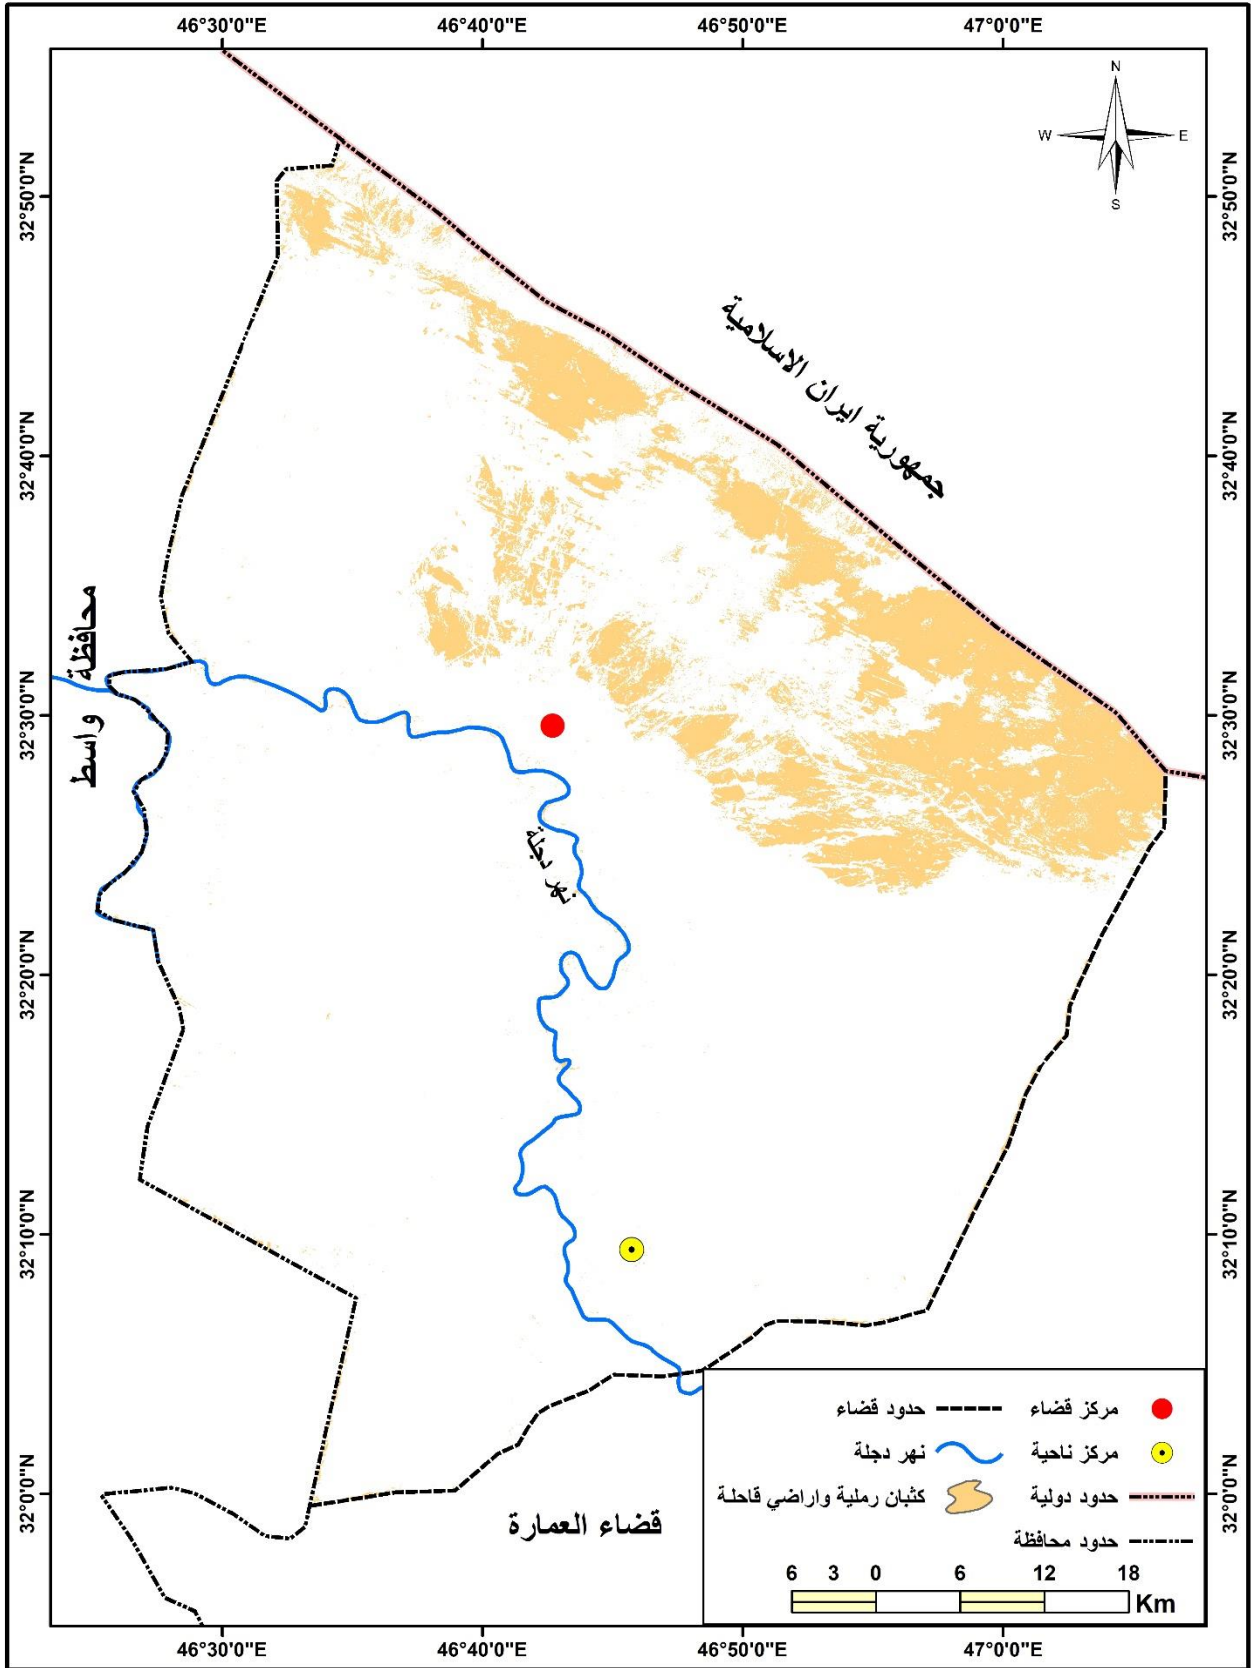 46°30'0"E 46°40'0"E 46°50'0"E 47°0'0"E
N
W E
S
32°50'0"N 32°50'0"N
جمهورية ايران الاسلامية
32°40'0"N 32°40'0"N
محافظة واسط
32°30'0"N 32°30'0"N
نهر دجلة
32°20'0"N 32°20'0"N
32°10'0"N 32°10'0"N
32°0'0"N 32°0'0"N
قضاء العمارة
مركز قضاء حدود قضاء
مركز ناحية نهر دجلة
حدود دولية كثبان رملية واراضي قاحلة
حدود محافظة
6 3 0 6 12 18
Km
46°30'0"E 46°40'0"E 46°50'0"E 47°0'0"E